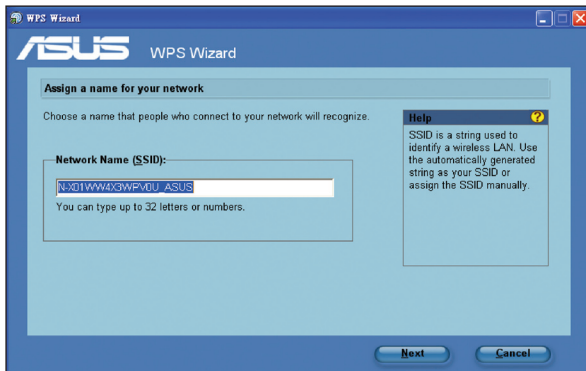 WPS Wizard
ASUS WPS Wizard
Assign a name for your network
Choose a name that people who connect to your network will recognize.
Network Name (SSID):
N-X01WW4X3WPV0U_ASUS
You can type up to 32 letters or numbers.
Help
SSID is a string used to
identify a wireless LAN. Use
the automatically generated
string as your SSID or
assign the SSID manually.
Next Cancel